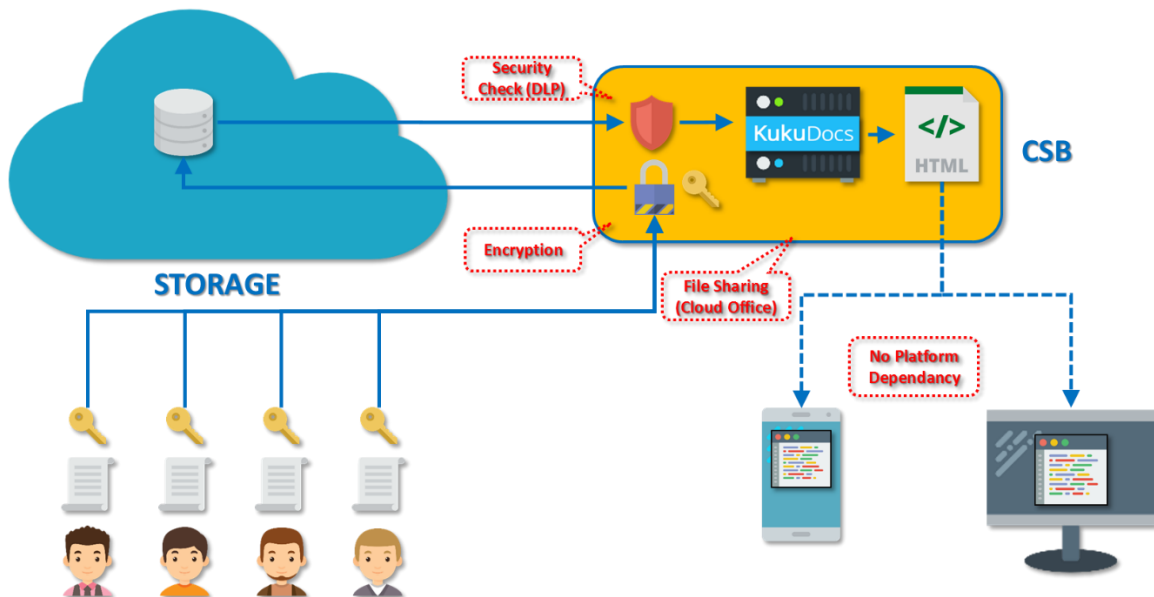 Security
Check (DLP)
KukuDocs
</>
HTML
CSB
Encryption
STORAGE
File Sharing
(Cloud Office)
No Platform
Dependancy